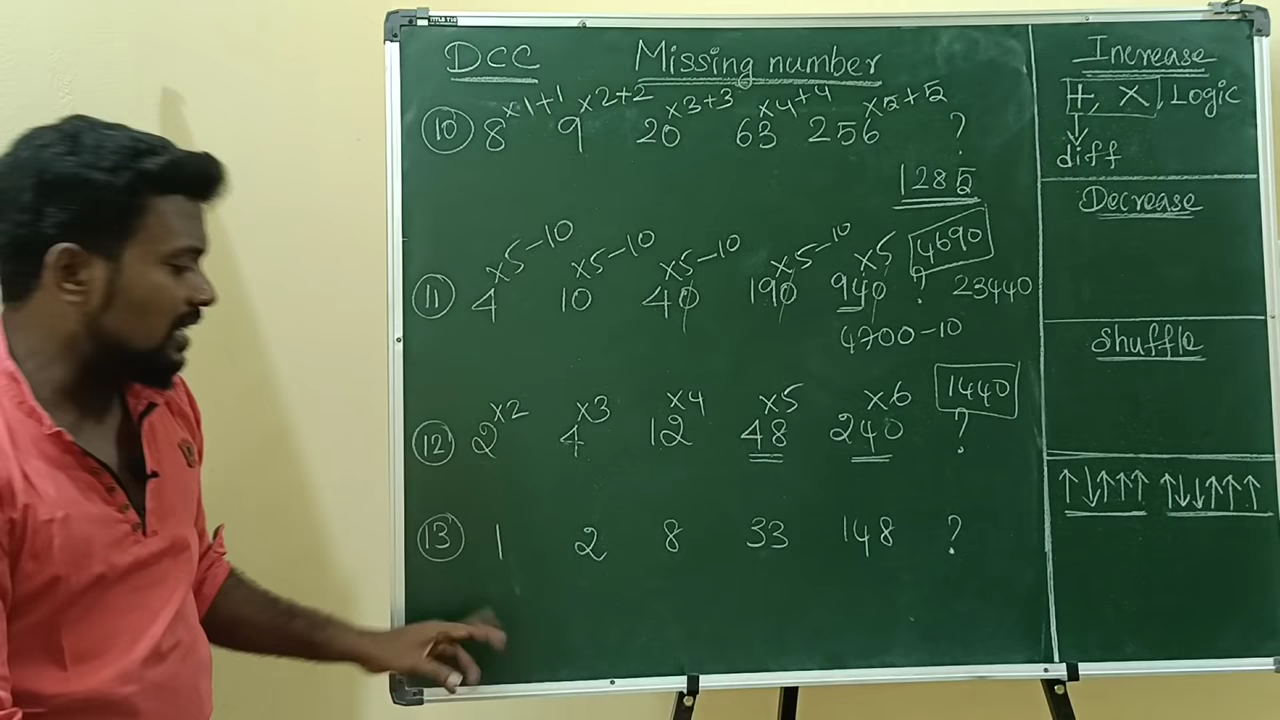 TITLE T10
DCC Missing number
×1+1 ×2+2 ×3+3 ×4+4 ×5+5
10 8 9 20 63 256 ?
1285
×5-10 ×5-10 ×5-10 ×5-10 ×5 4690
11 4 10 40 190 940 ? 23440
4700-10
×2 ×3 ×4 ×5 ×6 1440
12 2 4 12 48 240 ?
13 1 2 8 33 148 ?
Increase
+, × , Logic
diff
Decrease
Shuffle
↑↓↑↑↑ ↑↓↓↑↑↑